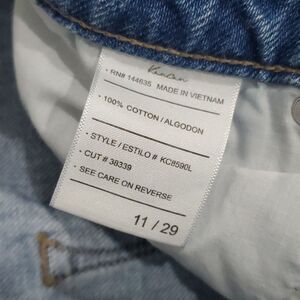 KanCan
• RN# 144635 MADE IN VIETNAM
• 100% COTTON / ALGODON
• STYLE / ESTILO # KC8590L
• CUT # 38339
• SEE CARE ON REVERSE
11 / 29